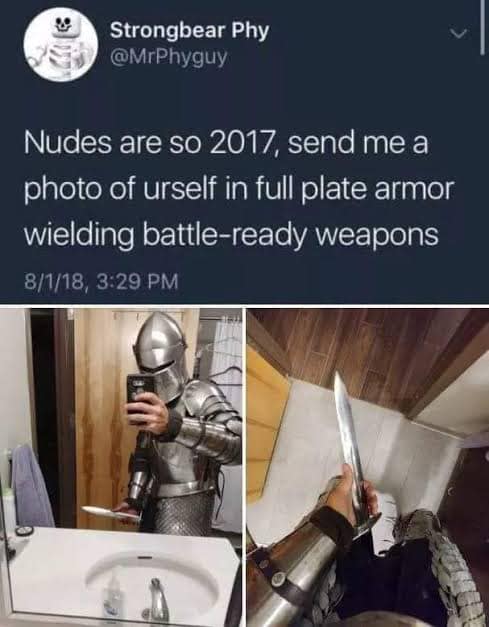 Strongbear Phy
@MrPhyguy
Nudes are so 2017, send me a
photo of urself in full plate armor
wielding battle-ready weapons
8/1/18, 3:29 PM